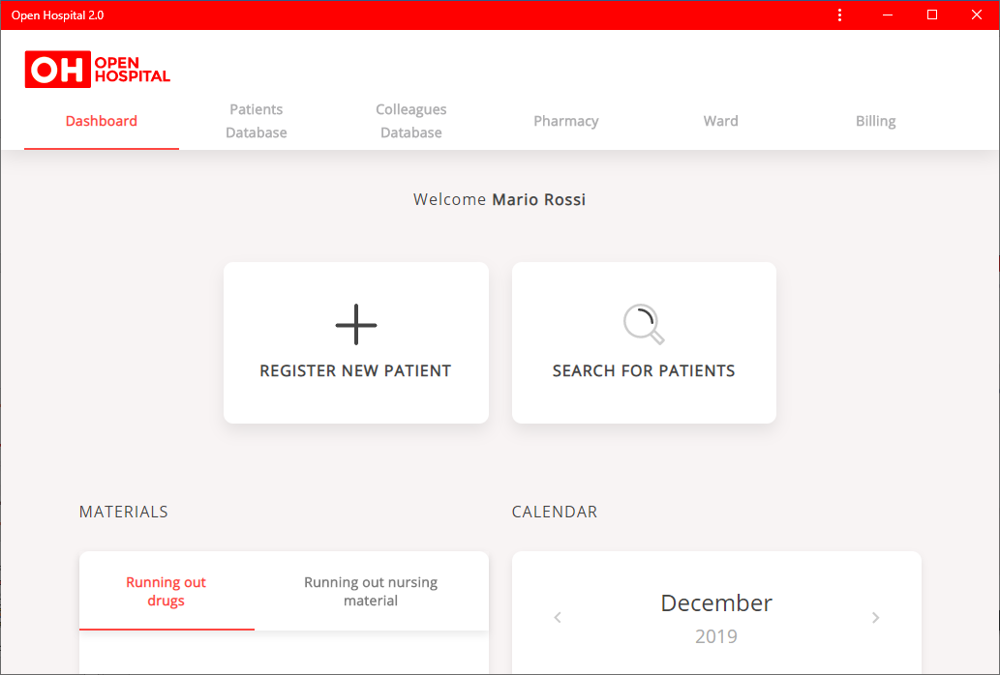 Open Hospital 2.0
OH OPEN
HOSPITAL
Dashboard
Patients
Database
Colleagues
Database
Pharmacy
Ward
Billing
Welcome Mario Rossi
REGISTER NEW PATIENT
SEARCH FOR PATIENTS
MATERIALS
Running out
drugs
Running out nursing
material
CALENDAR
December
2019